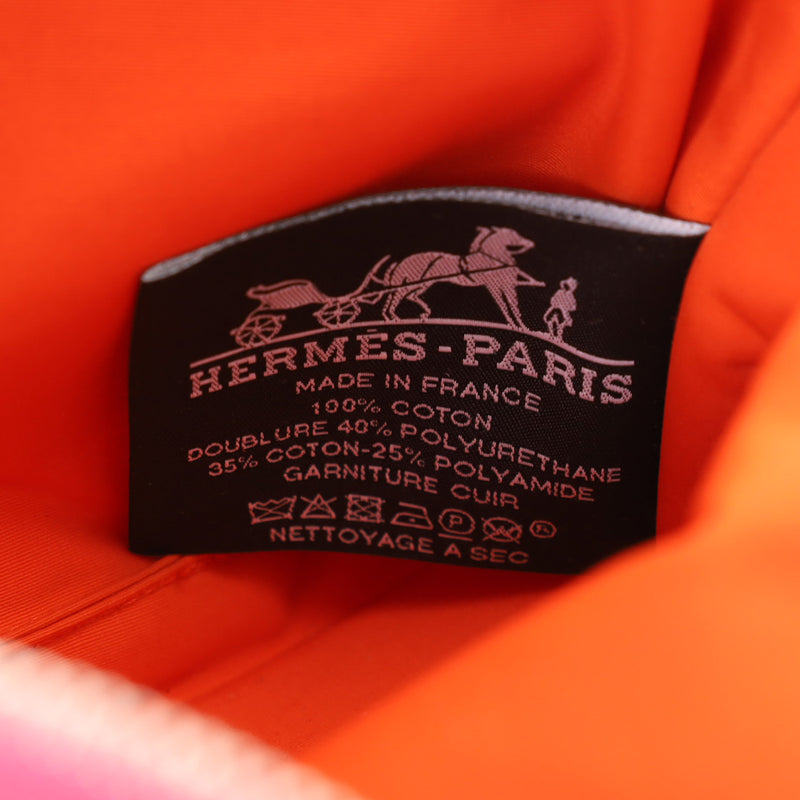 HERMÈS-PARIS
MADE IN FRANCE
100% COTON
DOUBLURE 40% POLYURETHANE
35% COTON-25% POLYAMIDE
GARNITURE CUIR
P
NETTOYAGE A SEC